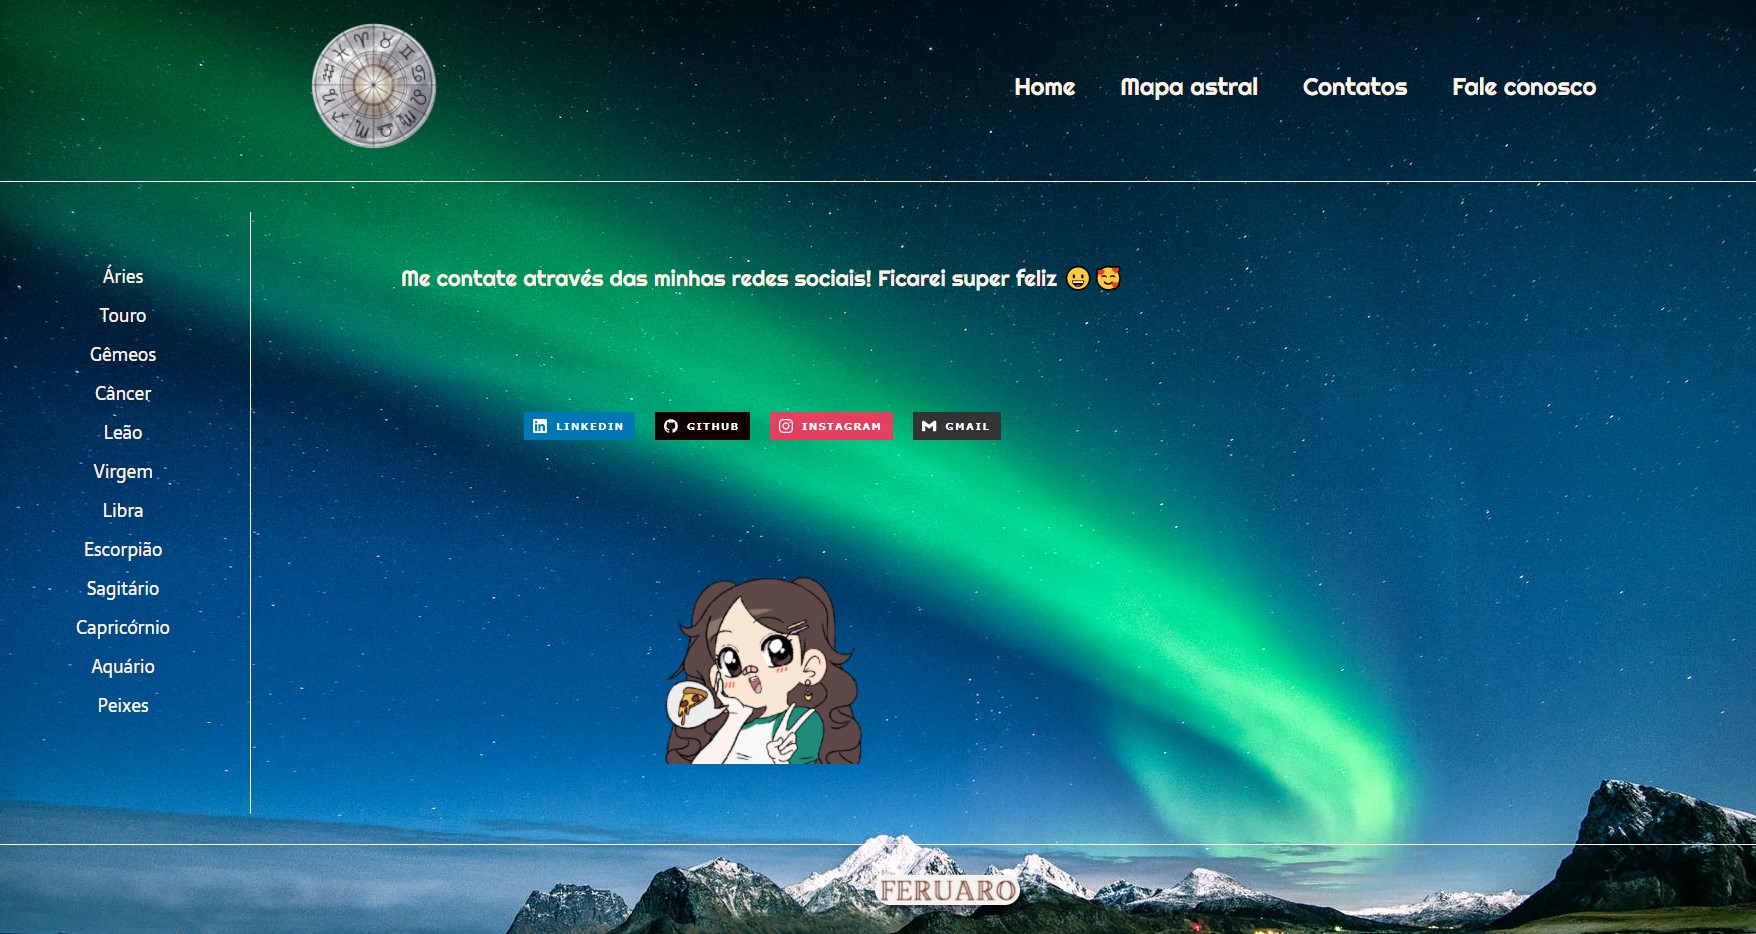 Home Mapa astral Contatos Fale conosco
Áries
Touro
Gêmeos
Câncer
Leão
Virgem
Libra
Escorpião
Sagitário
Capricórnio
Aquário
Peixes
Me contate através das minhas redes sociais! Ficarei super feliz 😀 🥰
LINKEDIN GITHUB INSTAGRAM GMAIL
FERUARO